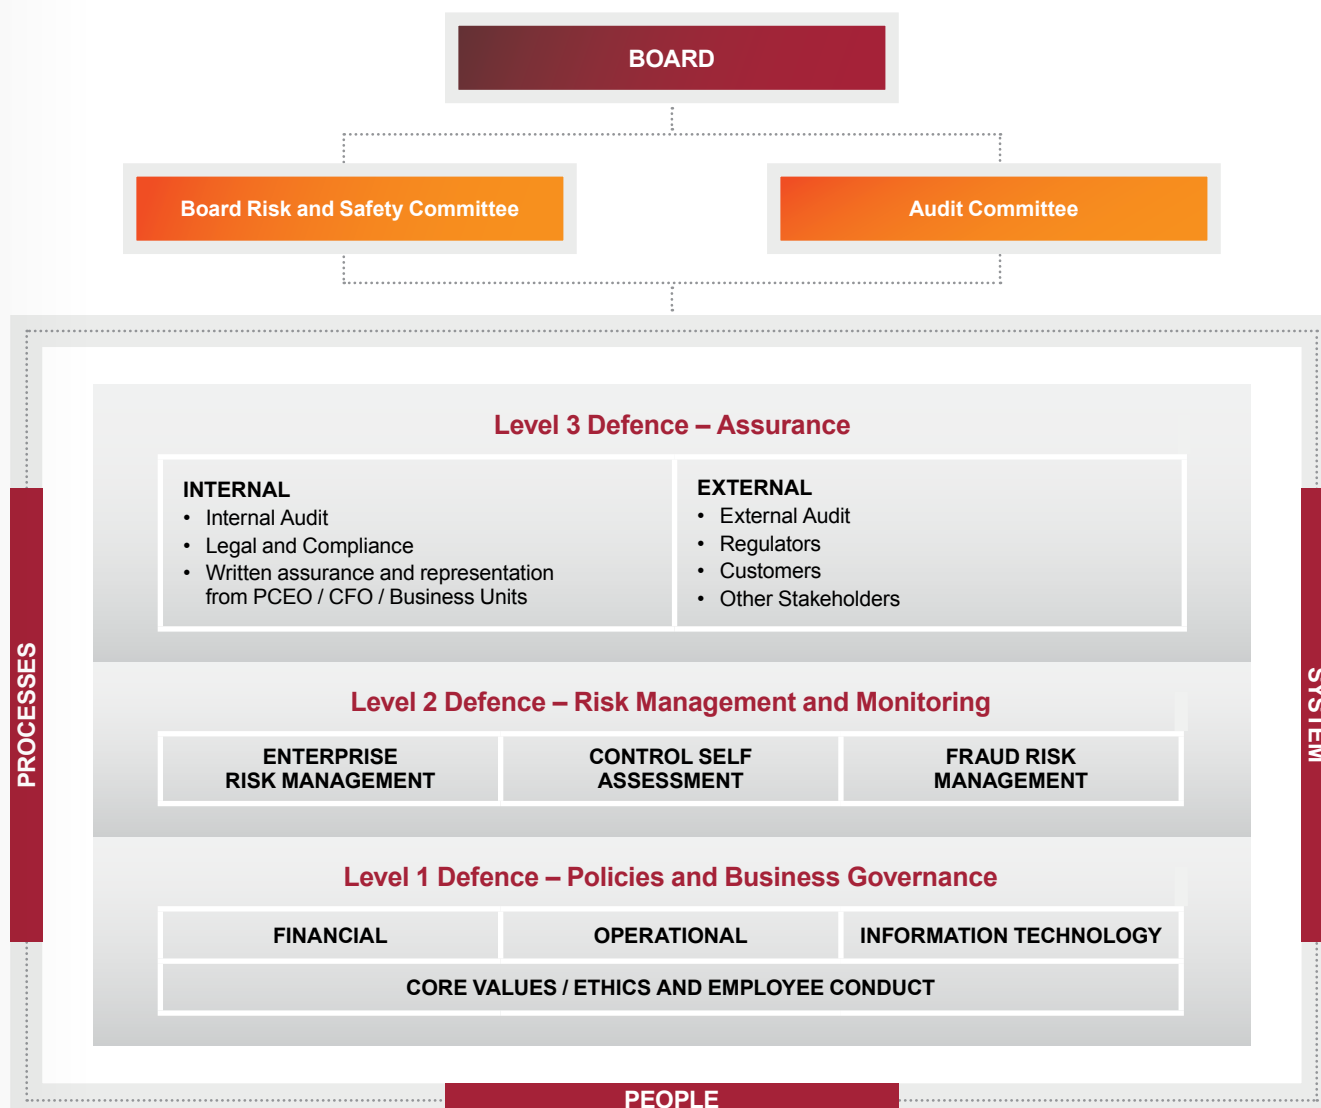 BOARD
Board Risk and Safety Committee
Audit Committee
Level 3 Defence – Assurance
INTERNAL
• Internal Audit
• Legal and Compliance
• Written assurance and representation
from PCEO / CFO / Business Units
EXTERNAL
• External Audit
• Regulators
• Customers
• Other Stakeholders
PROCESSES
SYSTEM
Level 2 Defence – Risk Management and Monitoring
ENTERPRISE
RISK MANAGEMENT
CONTROL SELF
ASSESSMENT
FRAUD RISK
MANAGEMENT
Level 1 Defence – Policies and Business Governance
FINANCIAL
OPERATIONAL
INFORMATION TECHNOLOGY
CORE VALUES / ETHICS AND EMPLOYEE CONDUCT
PEOPLE